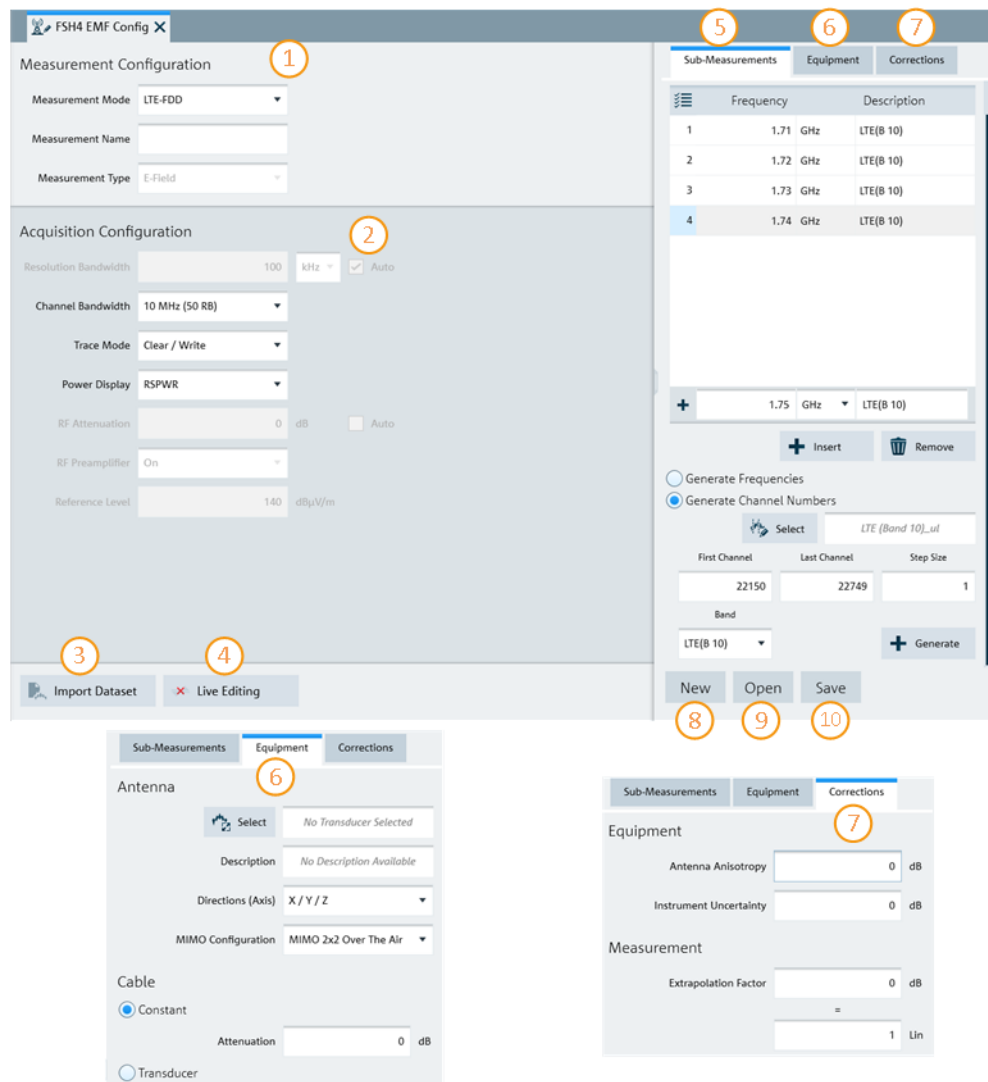 FSH4 EMF Config
1
Measurement Configuration
Measurement Mode LTE-FDD
Measurement Name
Measurement Type E-Field
2
Acquisition Configuration
Resolution Bandwidth 100 kHz Auto
Channel Bandwidth 10 MHz (50 RB)
Trace Mode Clear / Write
Power Display RSPWR
RF Attenuation 0 dB Auto
RF Preamplifier On
Reference Level 140 dBµV/m
3 4
Import Dataset Live Editing
5 6 7
Sub-Measurements Equipment Corrections
Frequency Description
1 1.71 GHz LTE(B 10)
2 1.72 GHz LTE(B 10)
3 1.73 GHz LTE(B 10)
4 1.74 GHz LTE(B 10)
1.75 GHz LTE(B 10)
Insert Remove
Generate Frequencies
Generate Channel Numbers
Select LTE (Band 10)_ul
First Channel Last Channel Step Size
22150 22749 1
Band
LTE(B 10) Generate
New Open Save
8 9 10
Sub-Measurements Equipment Corrections
6
Antenna
Select No Transducer Selected
Description No Description Available
Directions (Axis) X / Y / Z
MIMO Configuration MIMO 2x2 Over The Air
Cable
Constant
Attenuation 0 dB
Transducer
Sub-Measurements Equipment Corrections
7
Equipment
Antenna Anisotropy 0 dB
Instrument Uncertainty 0 dB
Measurement
Extrapolation Factor 0 dB
=
1 Lin